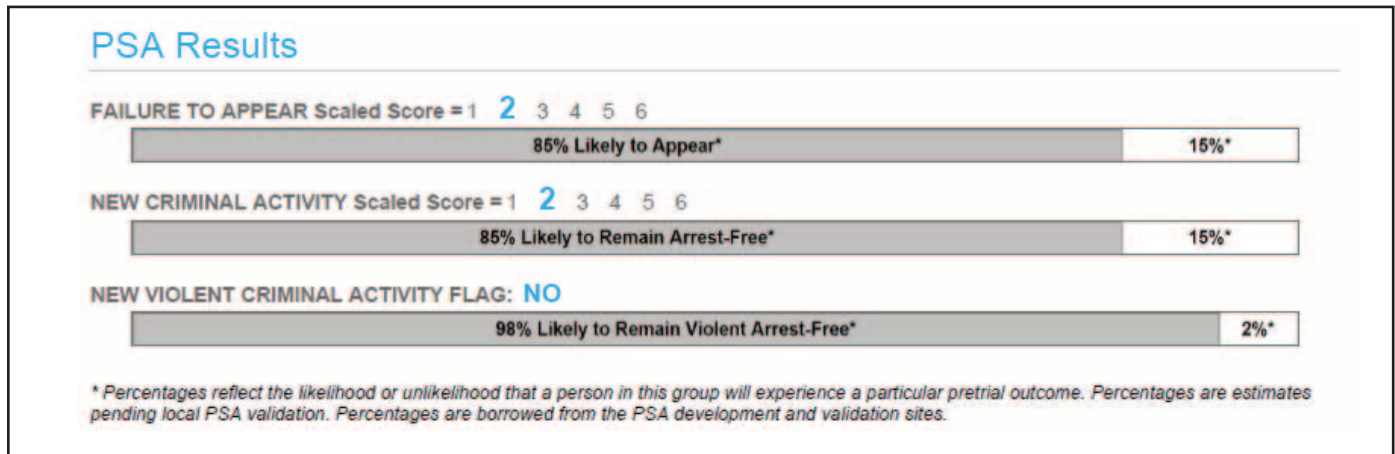 PSA Results
FAILURE TO APPEAR Scaled Score = 1 2 3 4 5 6
85% Likely to Appear* 15%*
NEW CRIMINAL ACTIVITY Scaled Score = 1 2 3 4 5 6
85% Likely to Remain Arrest-Free* 15%*
NEW VIOLENT CRIMINAL ACTIVITY FLAG: NO
98% Likely to Remain Violent Arrest-Free* 2%*
* Percentages reflect the likelihood or unlikelihood that a person in this group will experience a particular pretrial outcome. Percentages are estimates
pending local PSA validation. Percentages are borrowed from the PSA development and validation sites.